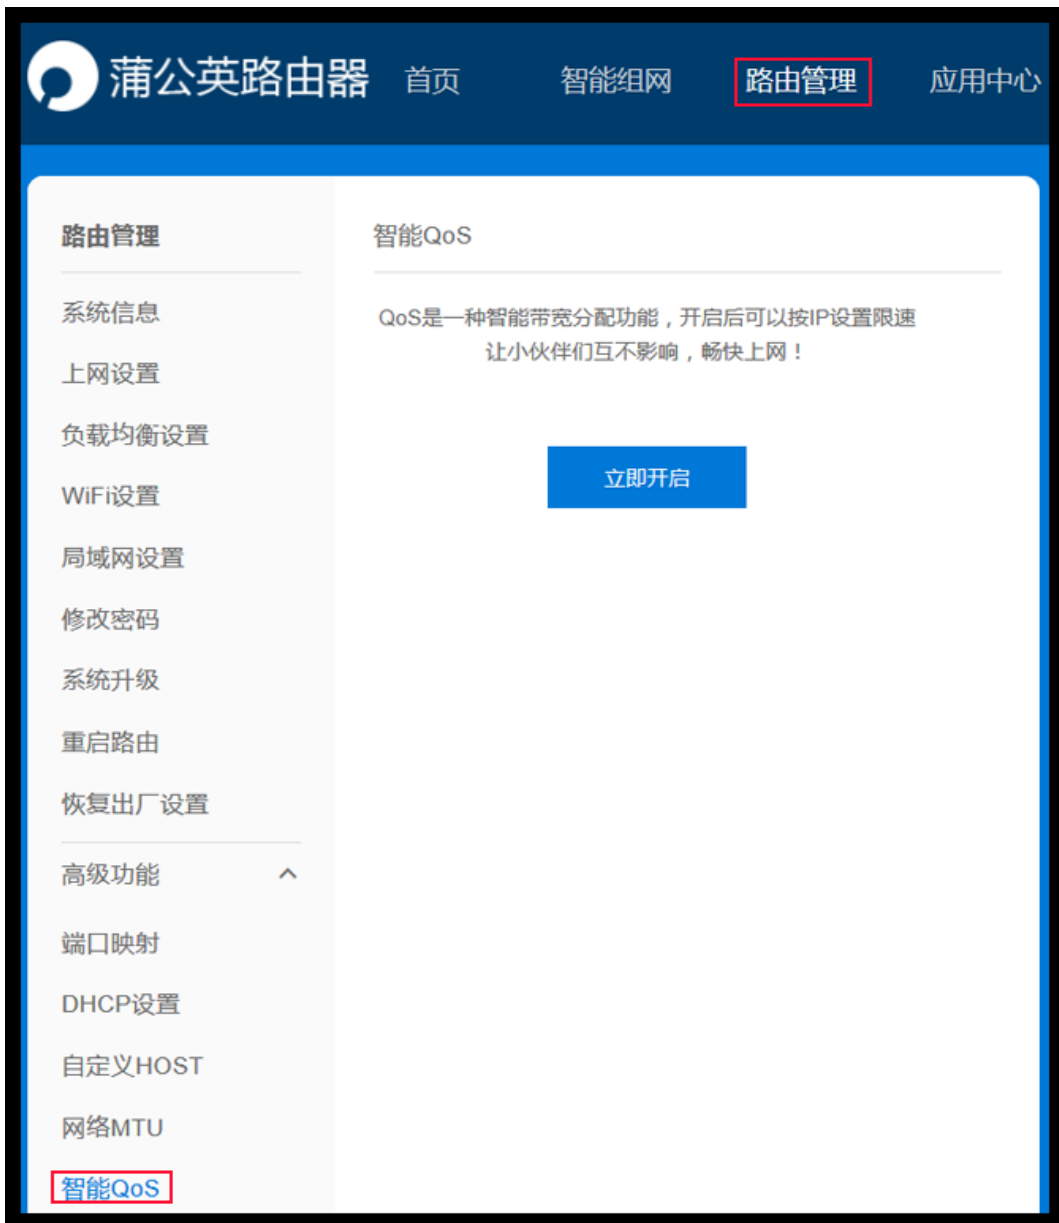 蒲公英路由器 首页 智能组网 路由管理 应用中心
路由管理
系统信息
上网设置
负载均衡设置
WiFi设置
局域网设置
修改密码
系统升级
重启路由
恢复出厂设置
高级功能
端口映射
DHCP设置
自定义HOST
网络MTU
智能QoS
智能QoS
QoS是一种智能带宽分配功能，开启后可以按IP设置限速
让小伙伴们互不影响，畅快上网！
立即开启